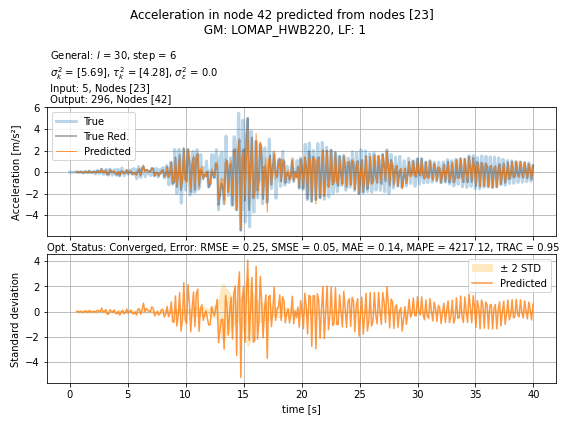 Acceleration in node 42 predicted from nodes [23]
GM: LOMAP_HWB220, LF: 1
General: l = 30, step = 6
σ²ₖ = [5.69], τ²ₖ = [4.28], σ²ε = 0.0
Input: 5, Nodes [23]
Output: 296, Nodes [42]
Acceleration [m/s²]
6
4
2
0
−2
−4
True
True Red.
Predicted
Opt. Status: Converged, Error: RMSE = 0.25, SMSE = 0.05, MAE = 0.14, MAPE = 4217.12, TRAC = 0.95
Standard deviation
4
2
0
−2
−4
± 2 STD
Predicted
0 5 10 15 20 25 30 35 40
time [s]